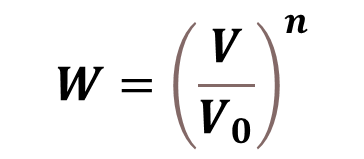 W = (V/V₀)ⁿ